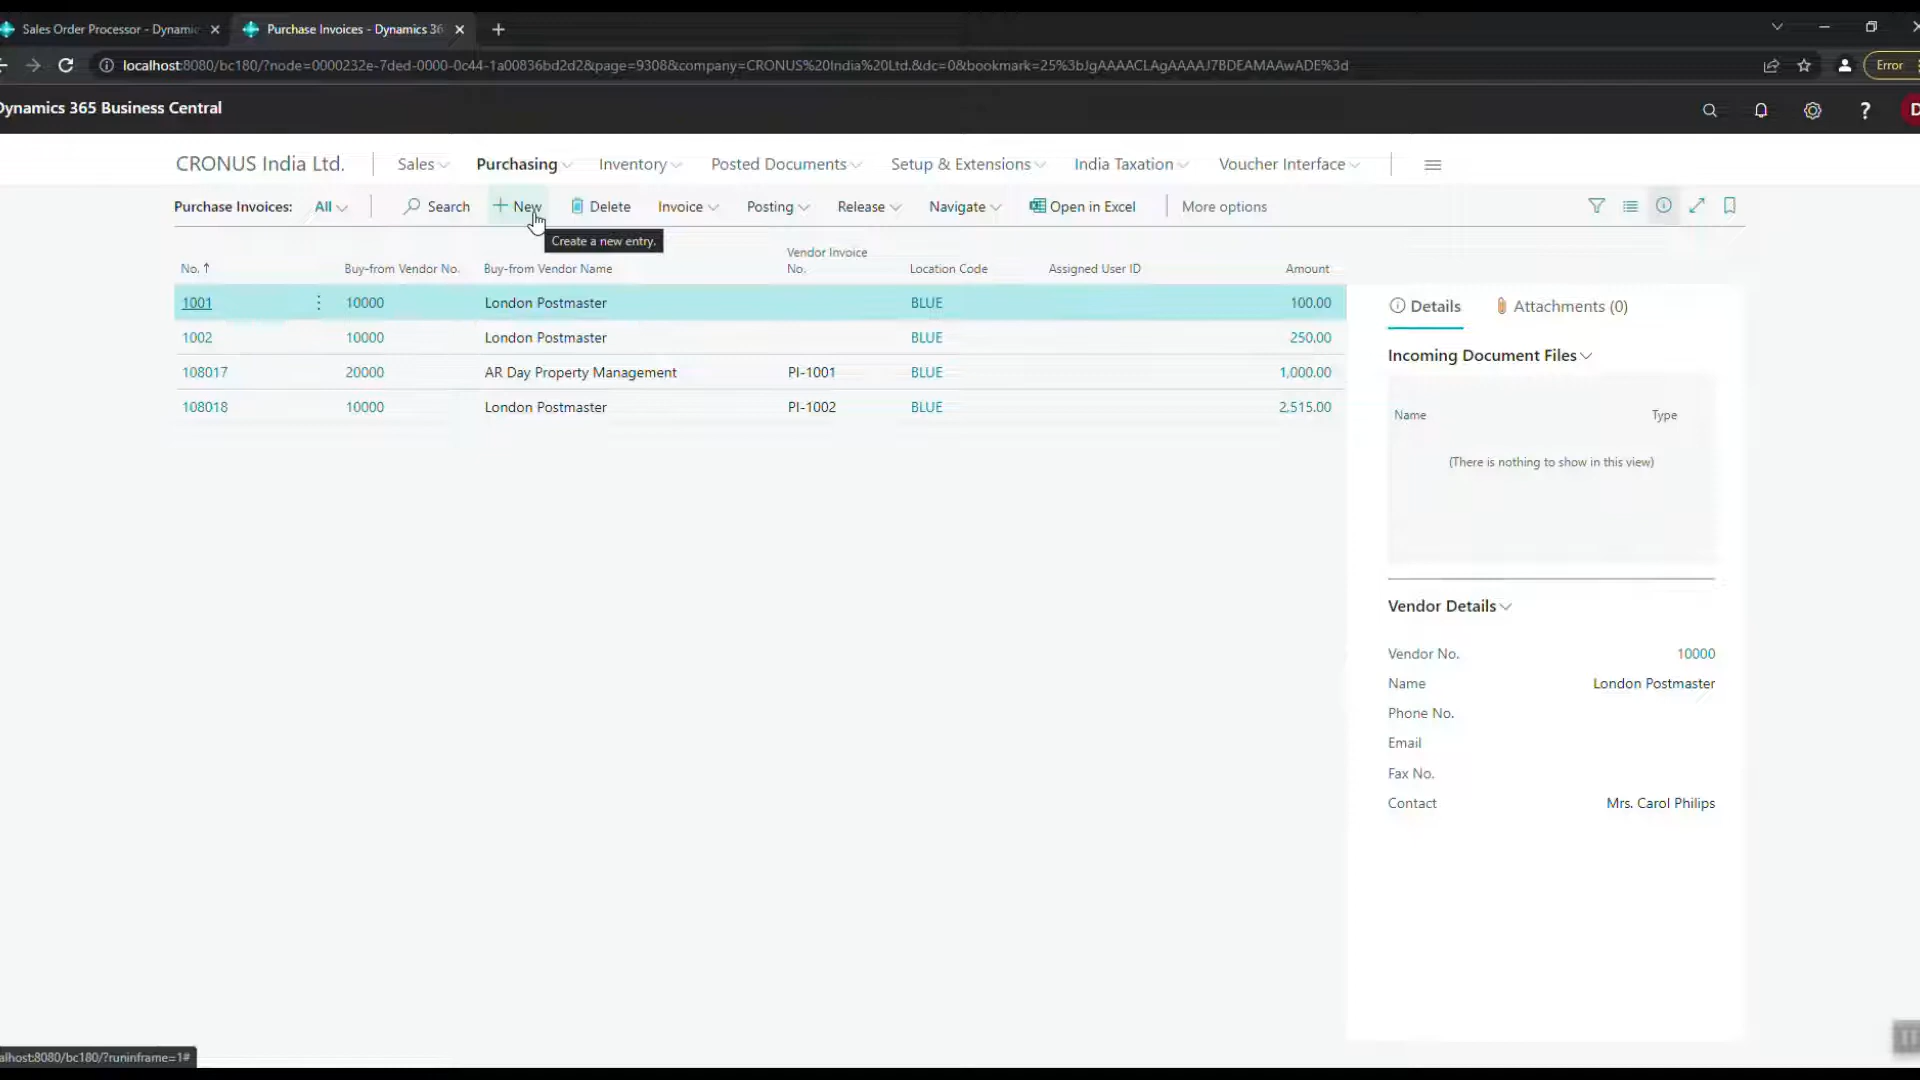 Sales Order Processor - Dynamic
Purchase Invoices - Dynamics 36
localhost:8080/bc180/?node=0000232e-7ded-0000-0c44-1a00836bd2d2&page=9308&company=CRONUS%20India%20Ltd.&dc=0&bookmark=25%3bJgAAAACLAgAAAAJ7BDEAMAAwADE%3d
Error
Dynamics 365 Business Central
?
D
CRONUS India Ltd.
Sales
Purchasing
Inventory
Posted Documents
Setup & Extensions
India Taxation
Voucher Interface
Purchase Invoices:
All
Search
New
Delete
Invoice
Posting
Release
Navigate
Open in Excel
More options
Create a new entry.
No. ↑
Buy-from Vendor No.
Buy-from Vendor Name
Vendor Invoice
No.
Location Code
Assigned User ID
Amount
1001 10000 London Postmaster BLUE 100.00
1002 10000 London Postmaster BLUE 250.00
108017 20000 AR Day Property Management PI-1001 BLUE 1,000.00
108018 10000 London Postmaster PI-1002 BLUE 2,515.00
Details
Attachments (0)
Incoming Document Files
Name Type
(There is nothing to show in this view)
Vendor Details
Vendor No. 10000
Name London Postmaster
Phone No.
Email
Fax No.
Contact Mrs. Carol Philips
alhost:8080/bc180/?runinframe=1#